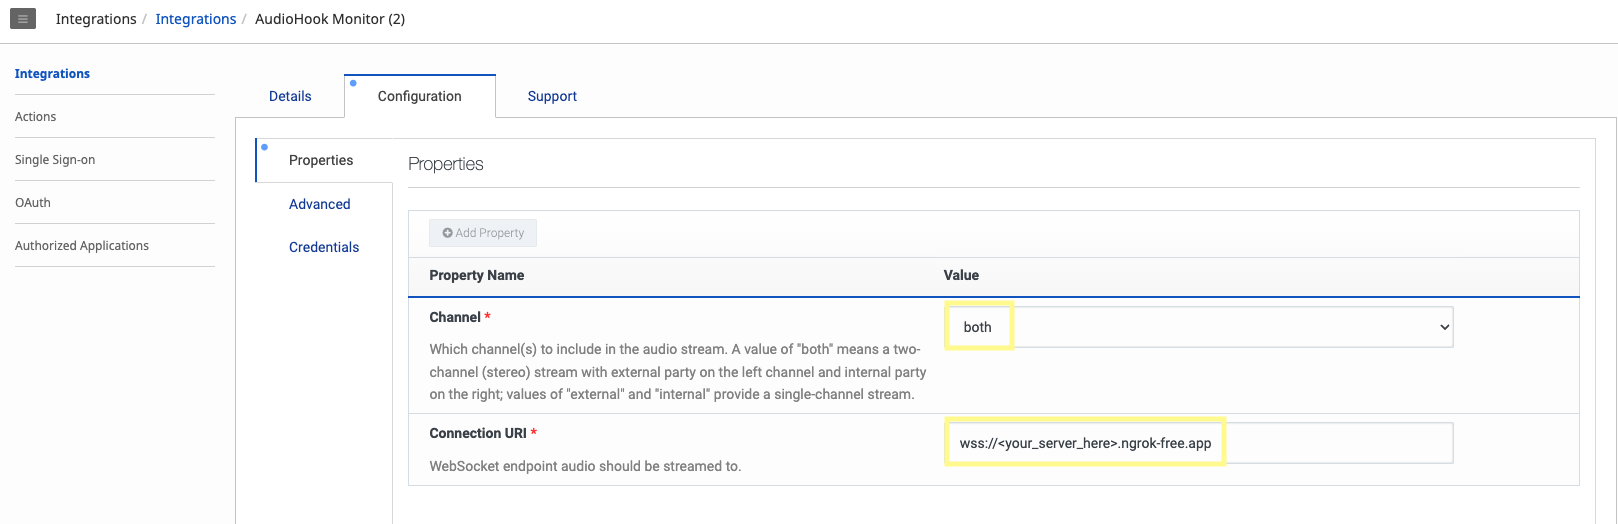 Integrations / Integrations / AudioHook Monitor (2)
Integrations
Actions
Single Sign-on
OAuth
Authorized Applications
Details
Configuration
Support
Properties
Advanced
Credentials
Properties
Add Property
Property Name
Value
Channel *
Which channel(s) to include in the audio stream. A value of "both" means a two-
channel (stereo) stream with external party on the left channel and internal party
on the right; values of "external" and "internal" provide a single-channel stream.
both
Connection URI *
WebSocket endpoint audio should be streamed to.
wss://<your_server_here>.ngrok-free.app